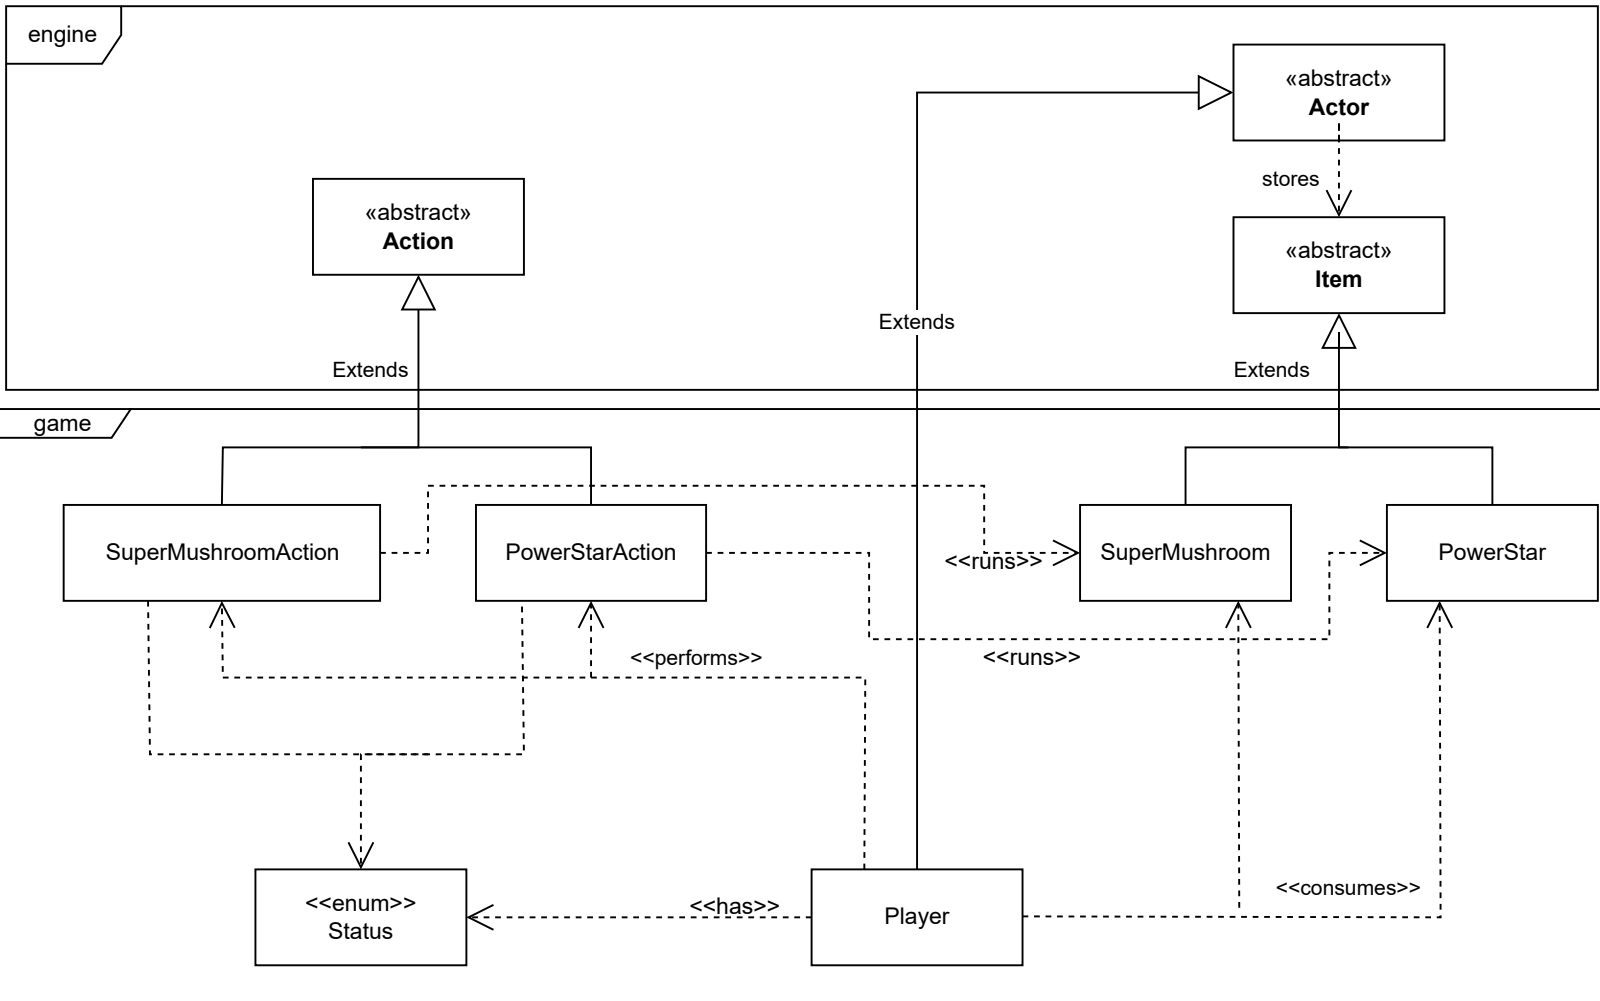 engine
«abstract»
Actor
stores
«abstract»
Action
«abstract»
Item
Extends
Extends
Extends
game
SuperMushroomAction
PowerStarAction
<<runs>>
SuperMushroom
PowerStar
<<performs>>
<<runs>>
<<consumes>>
<<enum>>
Status
<<has>>
Player